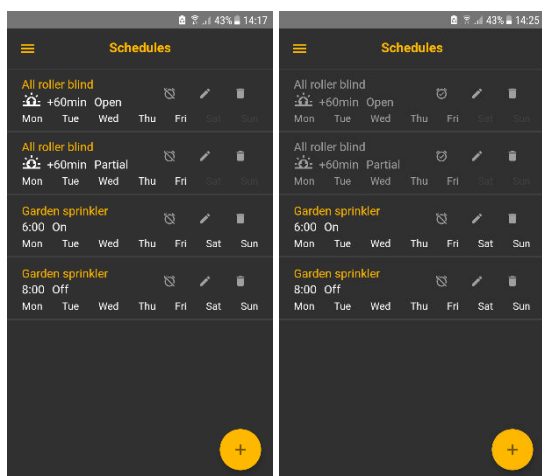 43% 14:17
Schedules
All roller blind
+60min Open
Mon Tue Wed Thu Fri Sat Sun
All roller blind
+60min Partial
Mon Tue Wed Thu Fri Sat Sun
Garden sprinkler
6:00 On
Mon Tue Wed Thu Fri Sat Sun
Garden sprinkler
8:00 Off
Mon Tue Wed Thu Fri Sat Sun
+
43% 14:25
Schedules
All roller blind
+60min Open
Mon Tue Wed Thu Fri Sat Sun
All roller blind
+60min Partial
Mon Tue Wed Thu Fri Sat Sun
Garden sprinkler
6:00 On
Mon Tue Wed Thu Fri Sat Sun
Garden sprinkler
8:00 Off
Mon Tue Wed Thu Fri Sat Sun
+